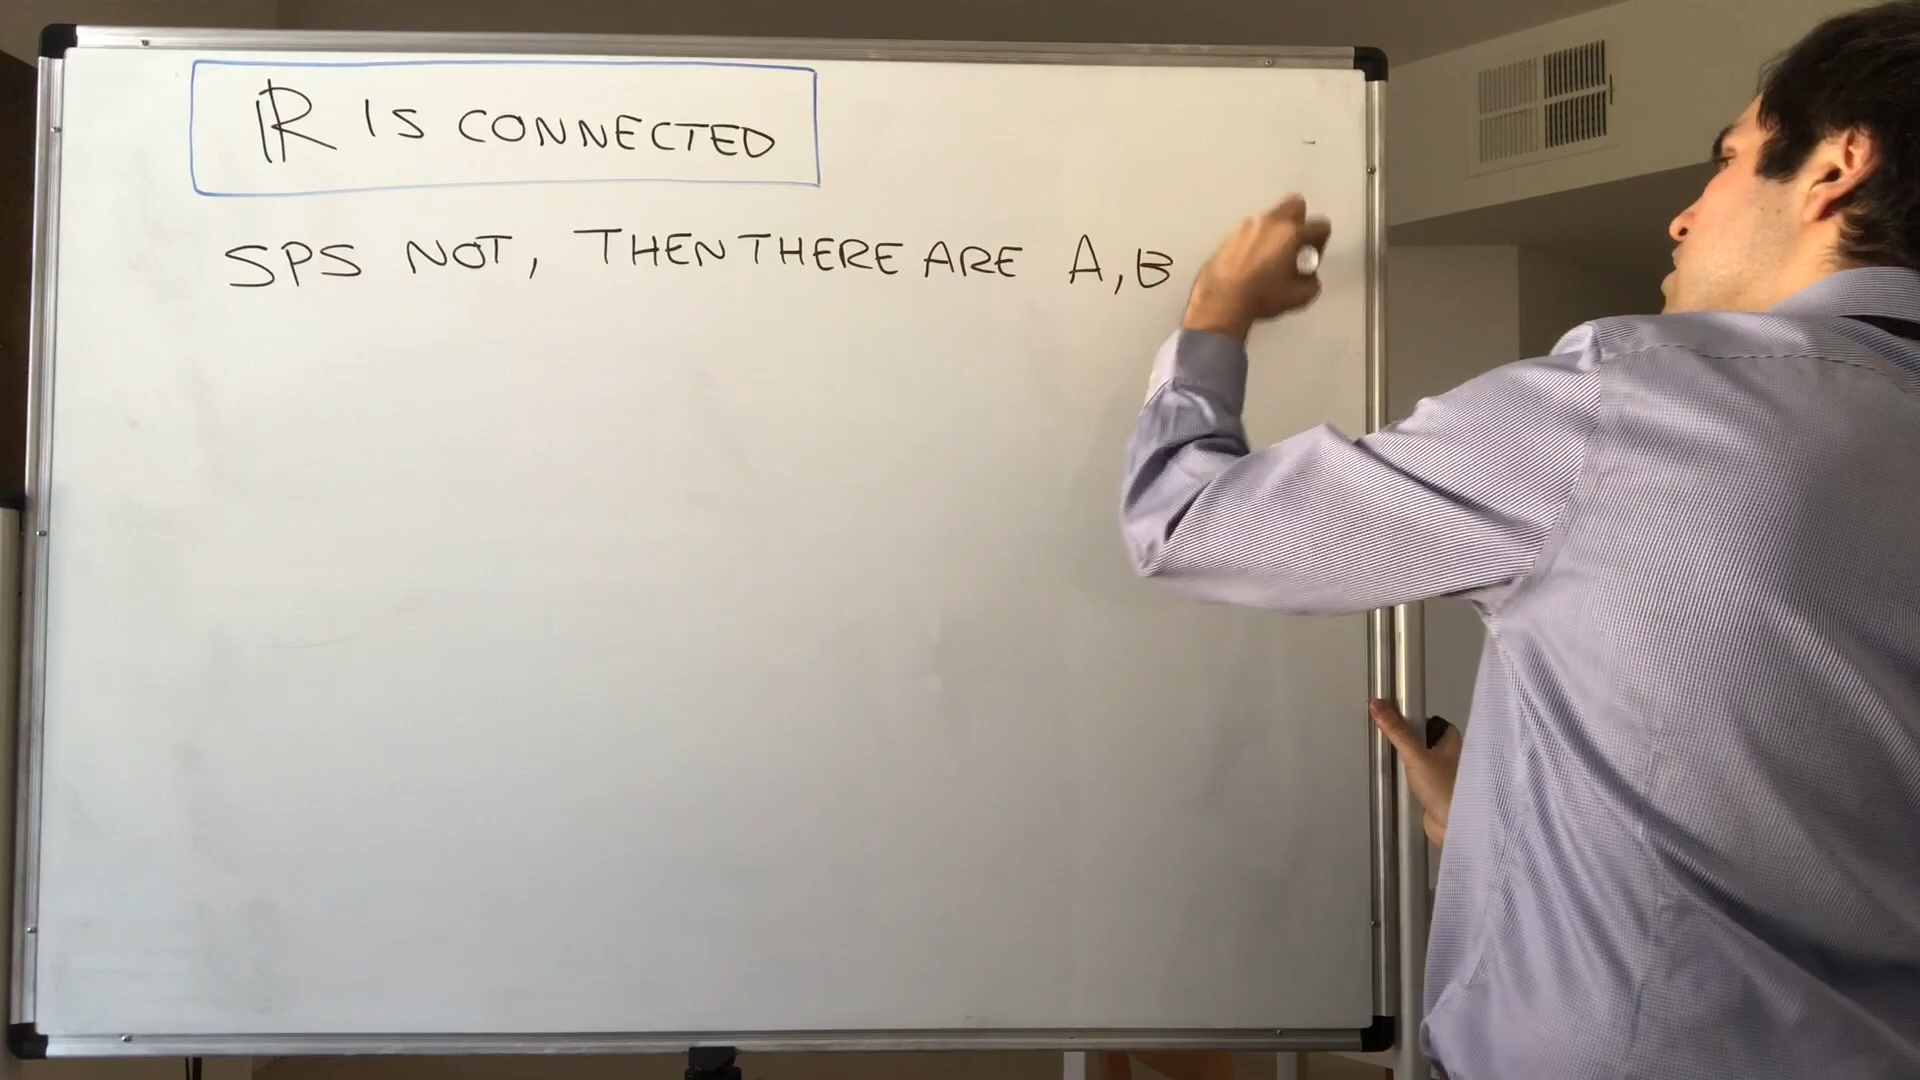 ℝ IS CONNECTED
SPS NOT, THEN THERE ARE A, B